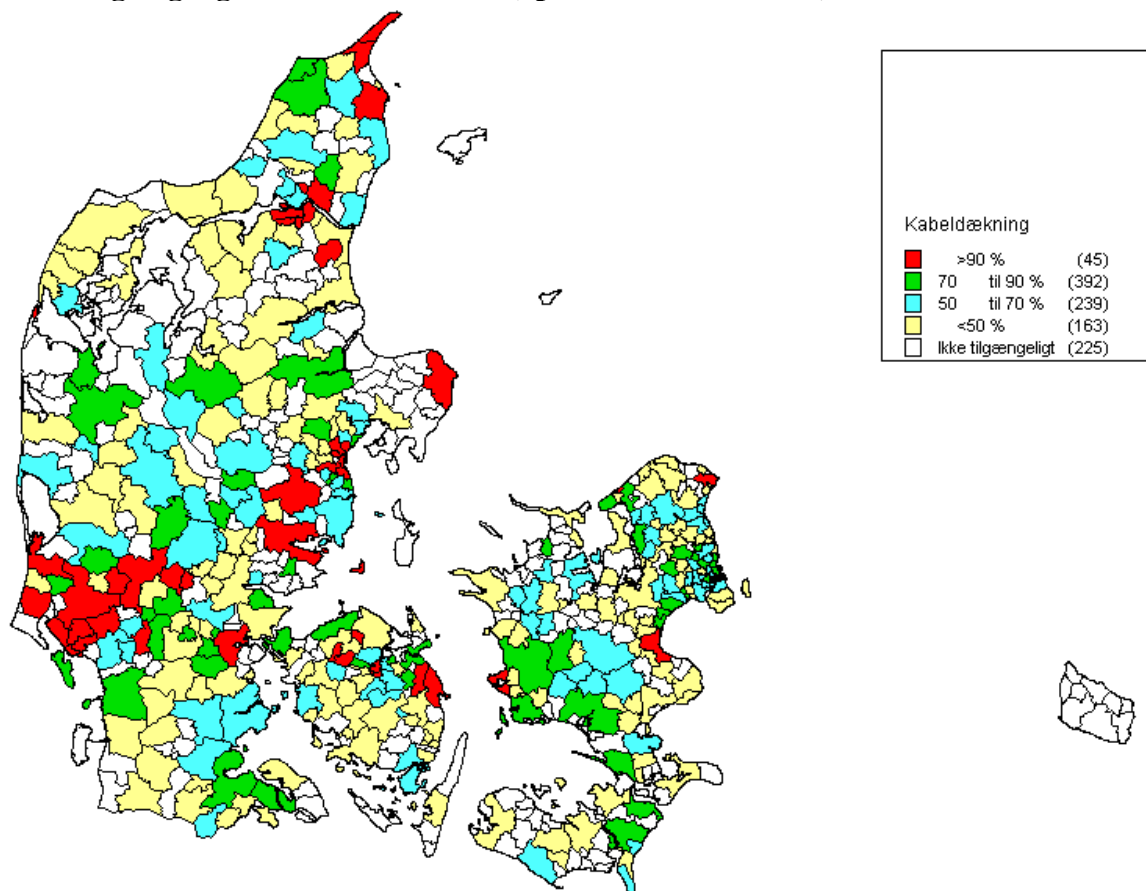 Kabeldækning
>90 % (45)
70 til 90 % (392)
50 til 70 % (239)
<50 % (163)
Ikke tilgængeligt (225)